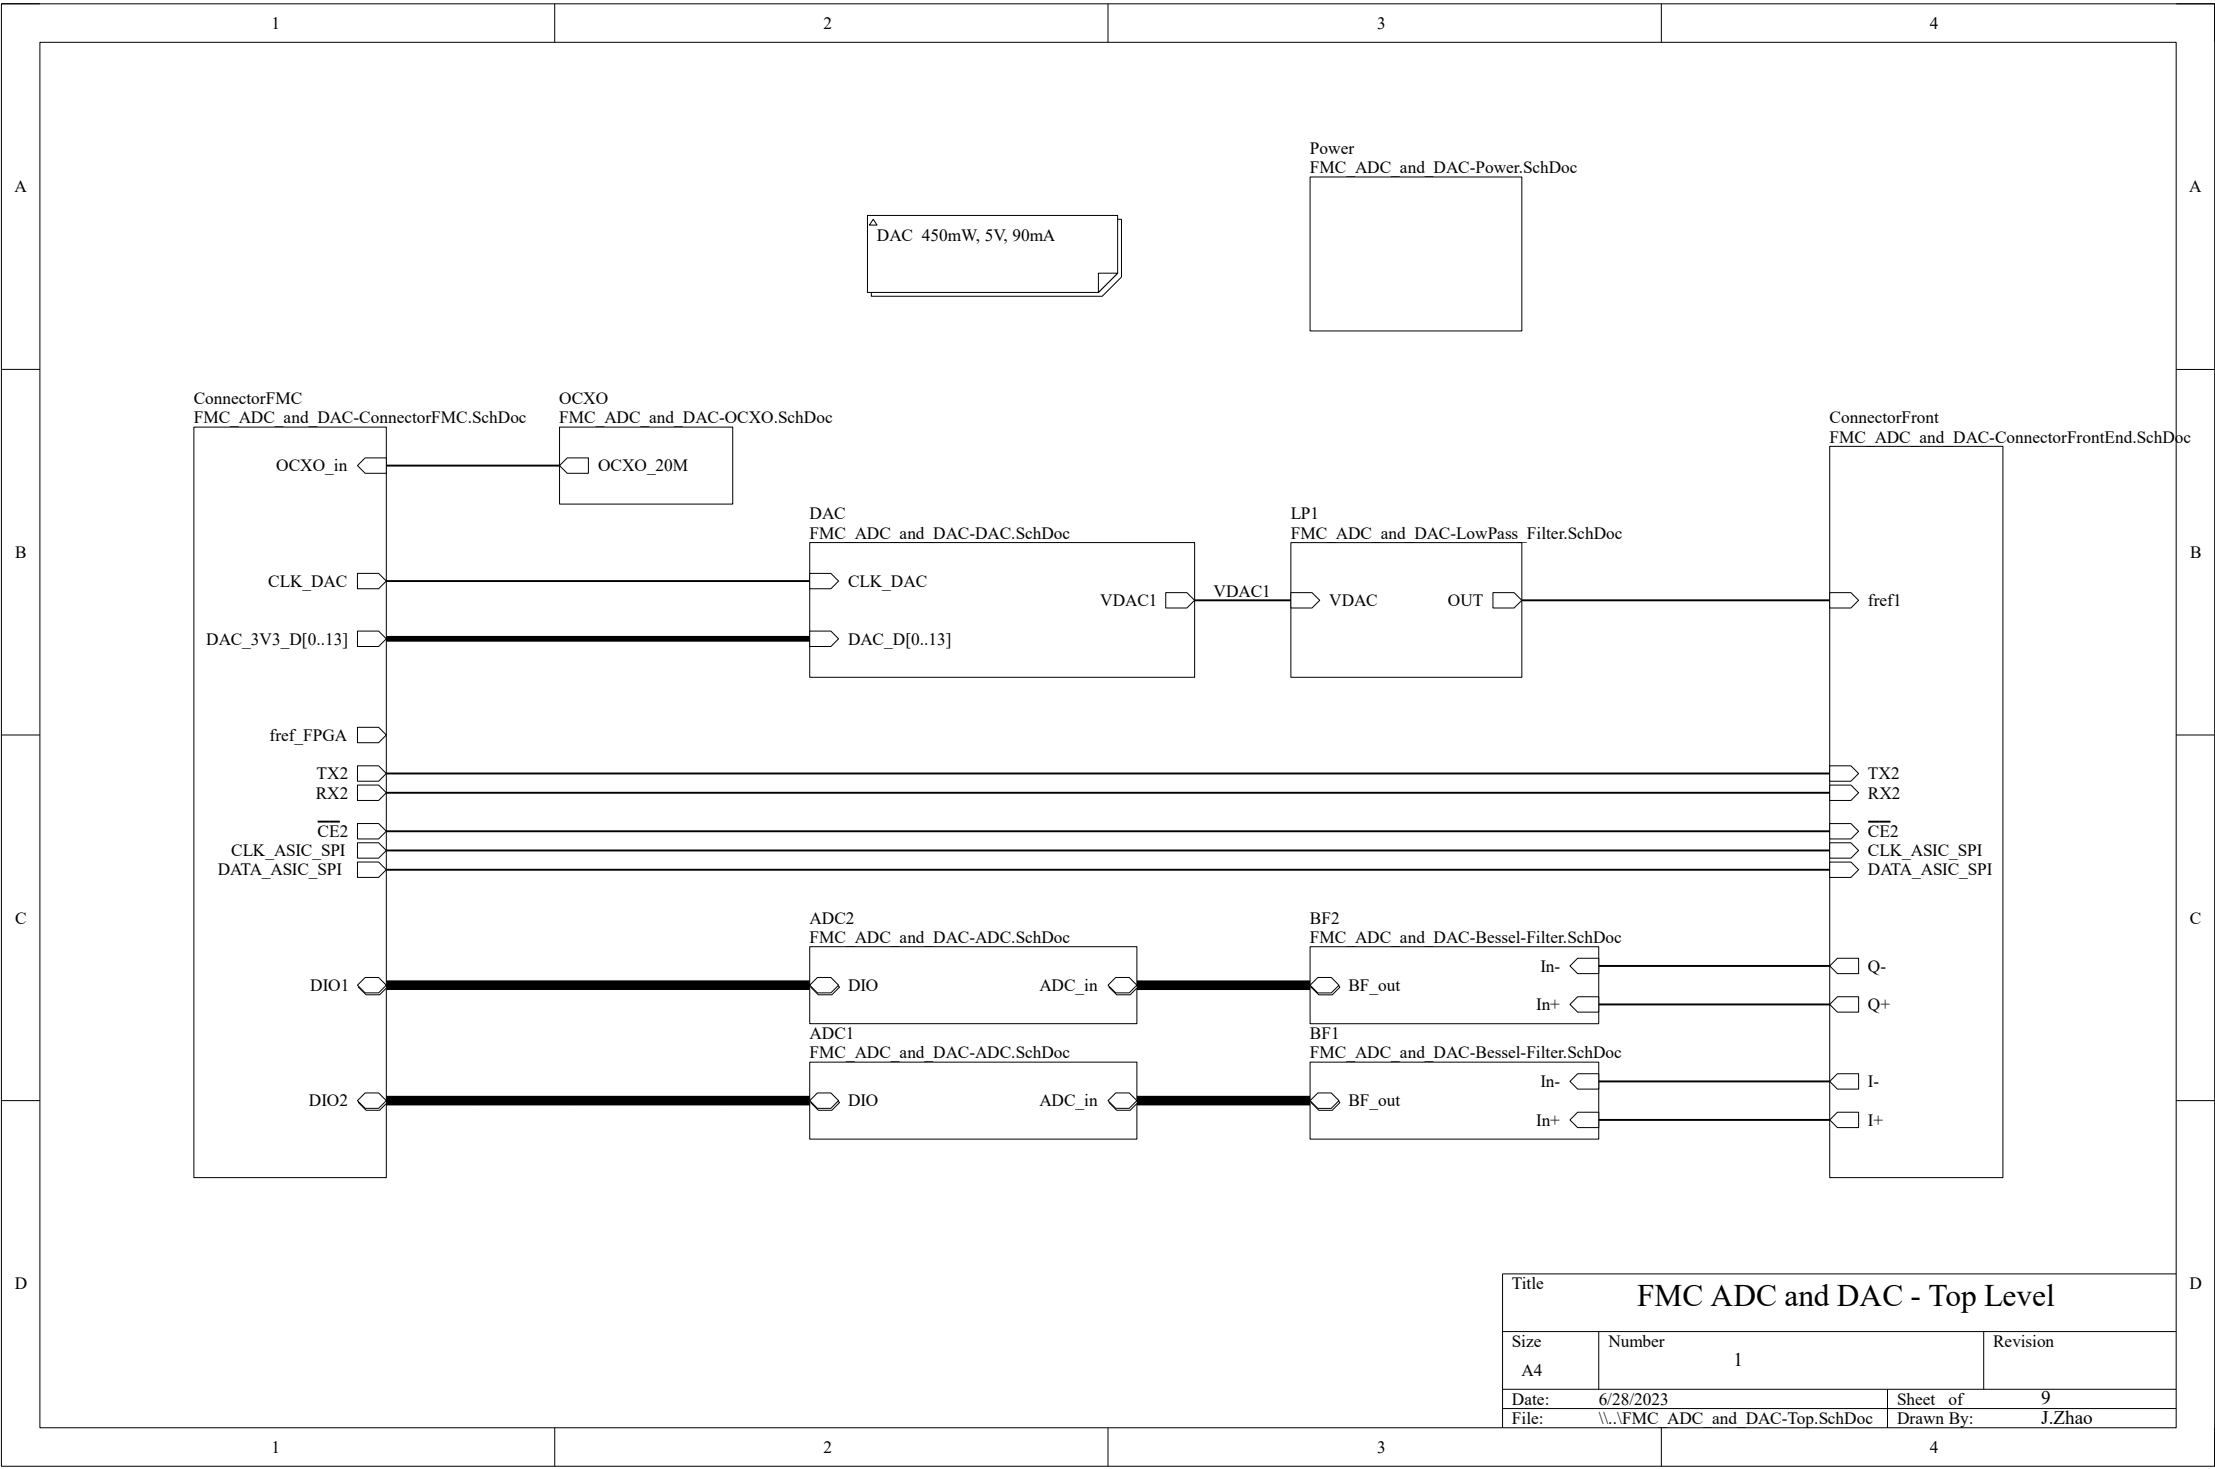 1 2 3 4
A A
Power
FMC_ADC_and_DAC-Power.SchDoc
DAC 450mW, 5V, 90mA
ConnectorFMC
FMC_ADC_and_DAC-ConnectorFMC.SchDoc
OCXO
FMC_ADC_and_DAC-OCXO.SchDoc
ConnectorFront
FMC_ADC_and_DAC-ConnectorFrontEnd.SchDoc
OCXO_in OCXO_20M
DAC
FMC_ADC_and_DAC-DAC.SchDoc
LP1
FMC_ADC_and_DAC-LowPass_Filter.SchDoc
B B
CLK_DAC CLK_DAC
VDAC1 VDAC1 VDAC OUT fref1
DAC_3V3_D[0..13] DAC_D[0..13]
fref_FPGA
TX2 TX2
RX2 RX2
C̅E̅2 C̅E̅2
CLK_ASIC_SPI CLK_ASIC_SPI
DATA_ASIC_SPI DATA_ASIC_SPI
C C
ADC2
FMC_ADC_and_DAC-ADC.SchDoc
BF2
FMC_ADC_and_DAC-Bessel-Filter.SchDoc
In- Q-
DIO1 DIO ADC_in BF_out
In+ Q+
ADC1
FMC_ADC_and_DAC-ADC.SchDoc
BF1
FMC_ADC_and_DAC-Bessel-Filter.SchDoc
In- I-
DIO2 DIO ADC_in BF_out
In+ I+
D D
Title FMC ADC and DAC - Top Level
Size Number Revision
A4 1
Date: 6/28/2023 Sheet of 9
File: \\..\FMC_ADC_and_DAC-Top.SchDoc Drawn By: J.Zhao
1 2 3 4